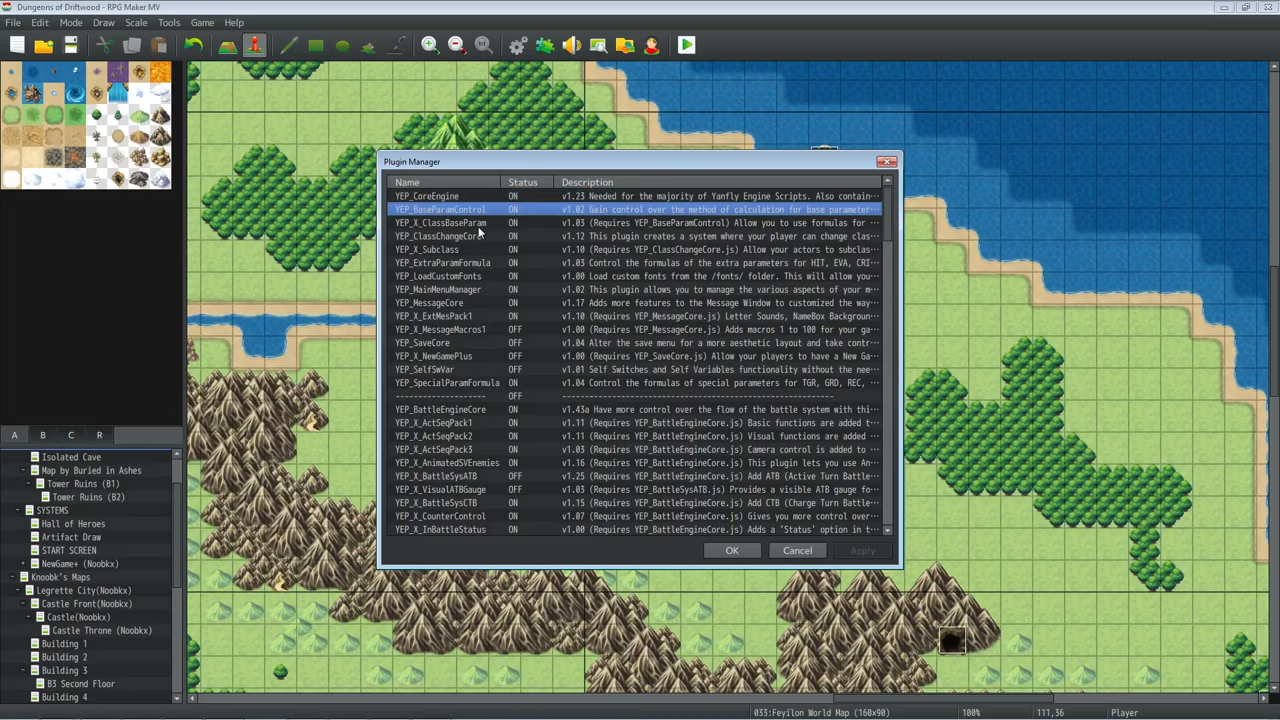 Dungeons of Driftwood - RPG Maker MV
File Edit Mode Draw Scale Tools Game Help
Plugin Manager
Name Status Description
YEP_CoreEngine ON v1.23 Needed for the majority of Yanfly Engine Scripts. Also contain···
YEP_BaseParamControl ON v1.02 Gain control over the method of calculation for base parameter···
YEP_X_ClassBaseParam ON v1.03 (Requires YEP_BaseParamControl) Allow you to use formulas for ···
YEP_ClassChangeCore ON v1.12 This plugin creates a system where your player can change clas···
YEP_X_Subclass ON v1.10 (Requires YEP_ClassChangeCore.js) Allow your actors to subclas···
YEP_ExtraParamFormula ON v1.03 Control the formulas of the extra parameters for HIT, EVA, CRI···
YEP_LoadCustomFonts ON v1.00 Load custom fonts from the /fonts/ folder. This will allow you···
YEP_MainMenuManager ON v1.02 This plugin allows you to manage the various aspects of your m···
YEP_MessageCore ON v1.17 Adds more features to the Message Window to customized the way···
YEP_X_ExtMesPack1 ON v1.10 (Requires YEP_MessageCore.js) Letter Sounds, NameBox Backgroun···
YEP_X_MessageMacros1 OFF v1.00 (Requires YEP_MessageCore.js) Adds macros 1 to 100 for your ga···
YEP_SaveCore OFF v1.04 Alter the save menu for a more aesthetic layout and take contr···
YEP_X_NewGamePlus OFF v1.00 (Requires YEP_SaveCore.js) Allow your players to have a New Ga···
YEP_SelfSwVar OFF v1.01 Self Switches and Self Variables functionality without the nee···
YEP_SpecialParamFormula ON v1.04 Control the formulas of special parameters for TGR, GRD, REC, ···
-------------------- OFF ------------------------------------------------------------
YEP_BattleEngineCore ON v1.43a Have more control over the flow of the battle system with thi···
YEP_X_ActSeqPack1 ON v1.11 (Requires YEP_BattleEngineCore.js) Basic functions are added t···
YEP_X_ActSeqPack2 ON v1.11 (Requires YEP_BattleEngineCore.js) Visual functions are added ···
YEP_X_ActSeqPack3 ON v1.03 (Requires YEP_BattleEngineCore.js) Camera control is added to ···
YEP_X_AnimatedSVEnemies ON v1.16 (Requires YEP_BattleEngineCore.js) This plugin lets you use An···
YEP_X_BattleSysATB OFF v1.25 (Requires YEP_BattleEngineCore.js) Add ATB (Active Turn Battle···
YEP_X_VisualATBGauge OFF v1.03 (Requires YEP_BattleSysATB.js) Provides a visible ATB gauge fo···
YEP_X_BattleSysCTB ON v1.15 (Requires YEP_BattleEngineCore.js) Add CTB (Charge Turn Battle···
YEP_X_CounterControl ON v1.07 (Requires YEP_BattleEngineCore.js) Gives you more control over···
YEP_X_InBattleStatus ON v1.00 (Requires YEP_BattleEngineCore.js) Adds a 'Status' option in t···
OK Cancel Apply
A B C R
Isolated Cave
Map by Buried in Ashes
Tower Ruins (B1)
Tower Ruins (B2)
SYSTEMS
Hall of Heroes
Artifact Draw
START SCREEN
NewGame+ (Noobkx)
Knoobk's Maps
Legrette City(Noobkx)
Castle Front(Noobkx)
Castle(Noobkx)
Castle Throne (Noobkx)
Building 1
Building 2
Building 3
B3 Second Floor
Building 4
033:Feyilon World Map (160x90) 100% 111,36 Player